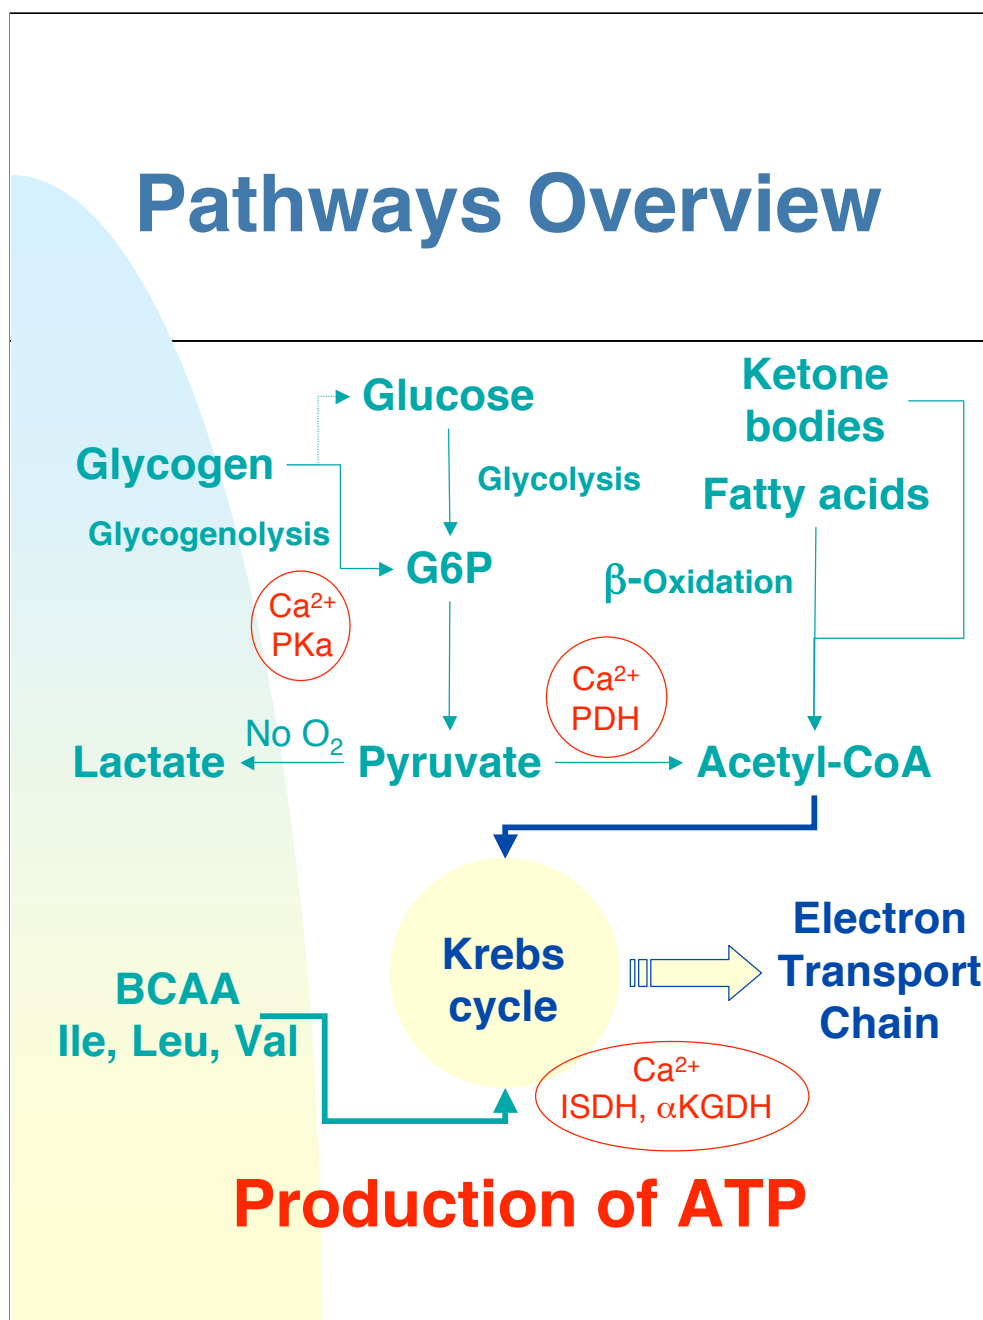 Pathways Overview
Glucose
Ketone
bodies
Glycogen
Glycolysis
Fatty acids
Glycogenolysis
G6P
β-Oxidation
Ca²⁺
PKa
Ca²⁺
PDH
No O₂
Lactate
Pyruvate
Acetyl-CoA
Krebs
cycle
Electron
Transport
Chain
BCAA
Ile, Leu, Val
Ca²⁺
ISDH, αKGDH
Production of ATP